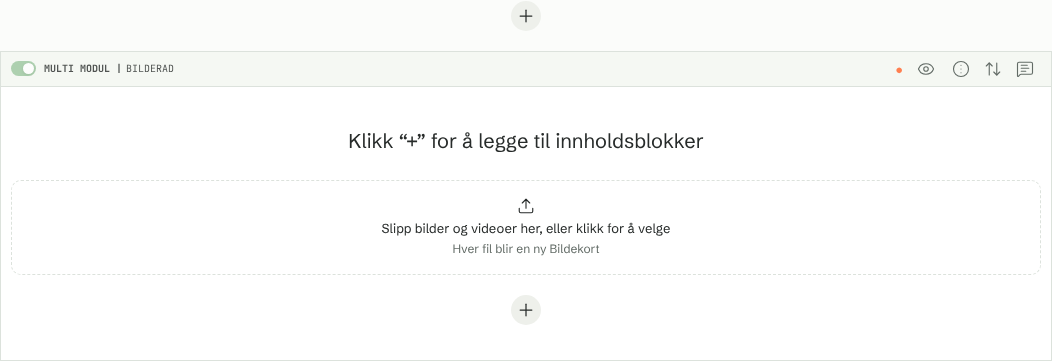 MULTI MODUL | BILDERAD
Klikk “+” for å legge til innholdsblokker
Slipp bilder og videoer her, eller klikk for å velge
Hver fil blir en ny Bildekort